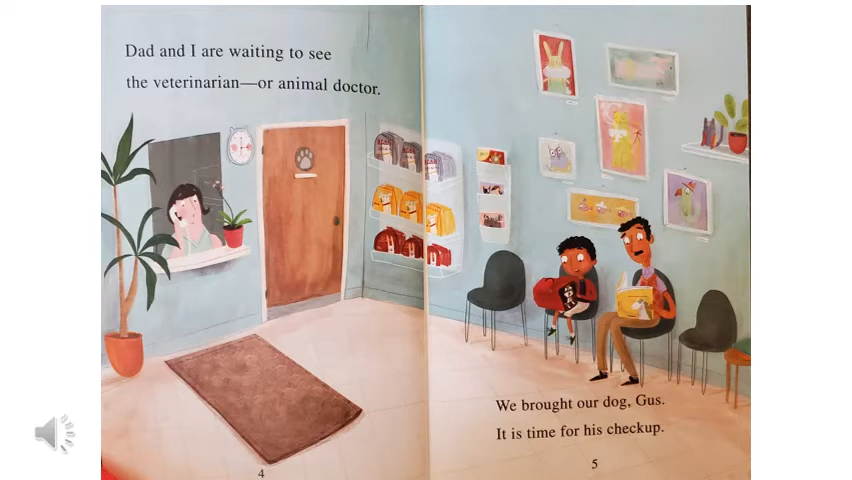 Dad and I are waiting to see
the veterinarian—or animal doctor.
4
We brought our dog, Gus.
It is time for his checkup.
5